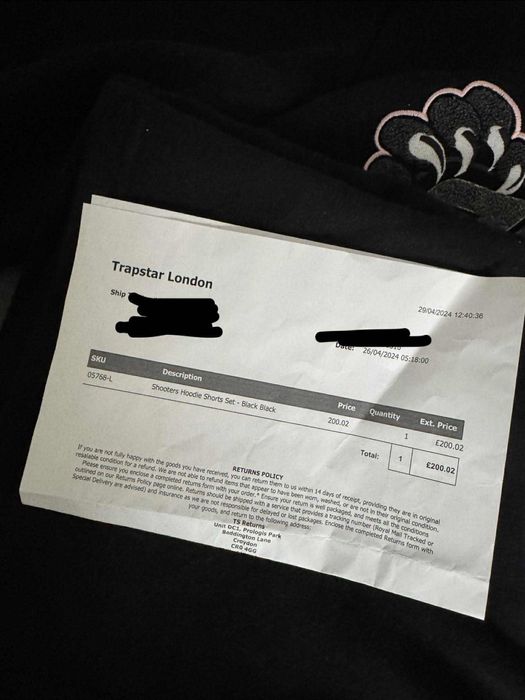 Trapstar London
Ship
29/04/2024 12:40:36
Date: 26/04/2024 05:18:00
SKU Description Price Quantity Ext. Price
05768-L Shooters Hoodie Shorts Set - Black Black 200.02 1 £200.02
Total: 1 £200.02
RETURNS POLICY
If you are not fully happy with the goods you have received, you can return them to us within 14 days of receipt, providing they are in original
resalable condition for a refund. We are not able to refund items that appear to have been worn, washed, or are not in their original condition.
Please ensure you enclose a completed returns form with your order.* Ensure your return is well packaged, and meets all the conditions
outlined on our Returns Policy page online. Returns should be shipped with a service that provides a tracking number (Royal Mail Tracked or
Special Delivery are advised) and insurance as we are not responsible for delayed or lost packages. Enclose the completed Returns form with
your goods, and return to the following address:
TS Returns
Unit DC1, Prologis Park
Beddington Lane
Croydon
CR0 4GG